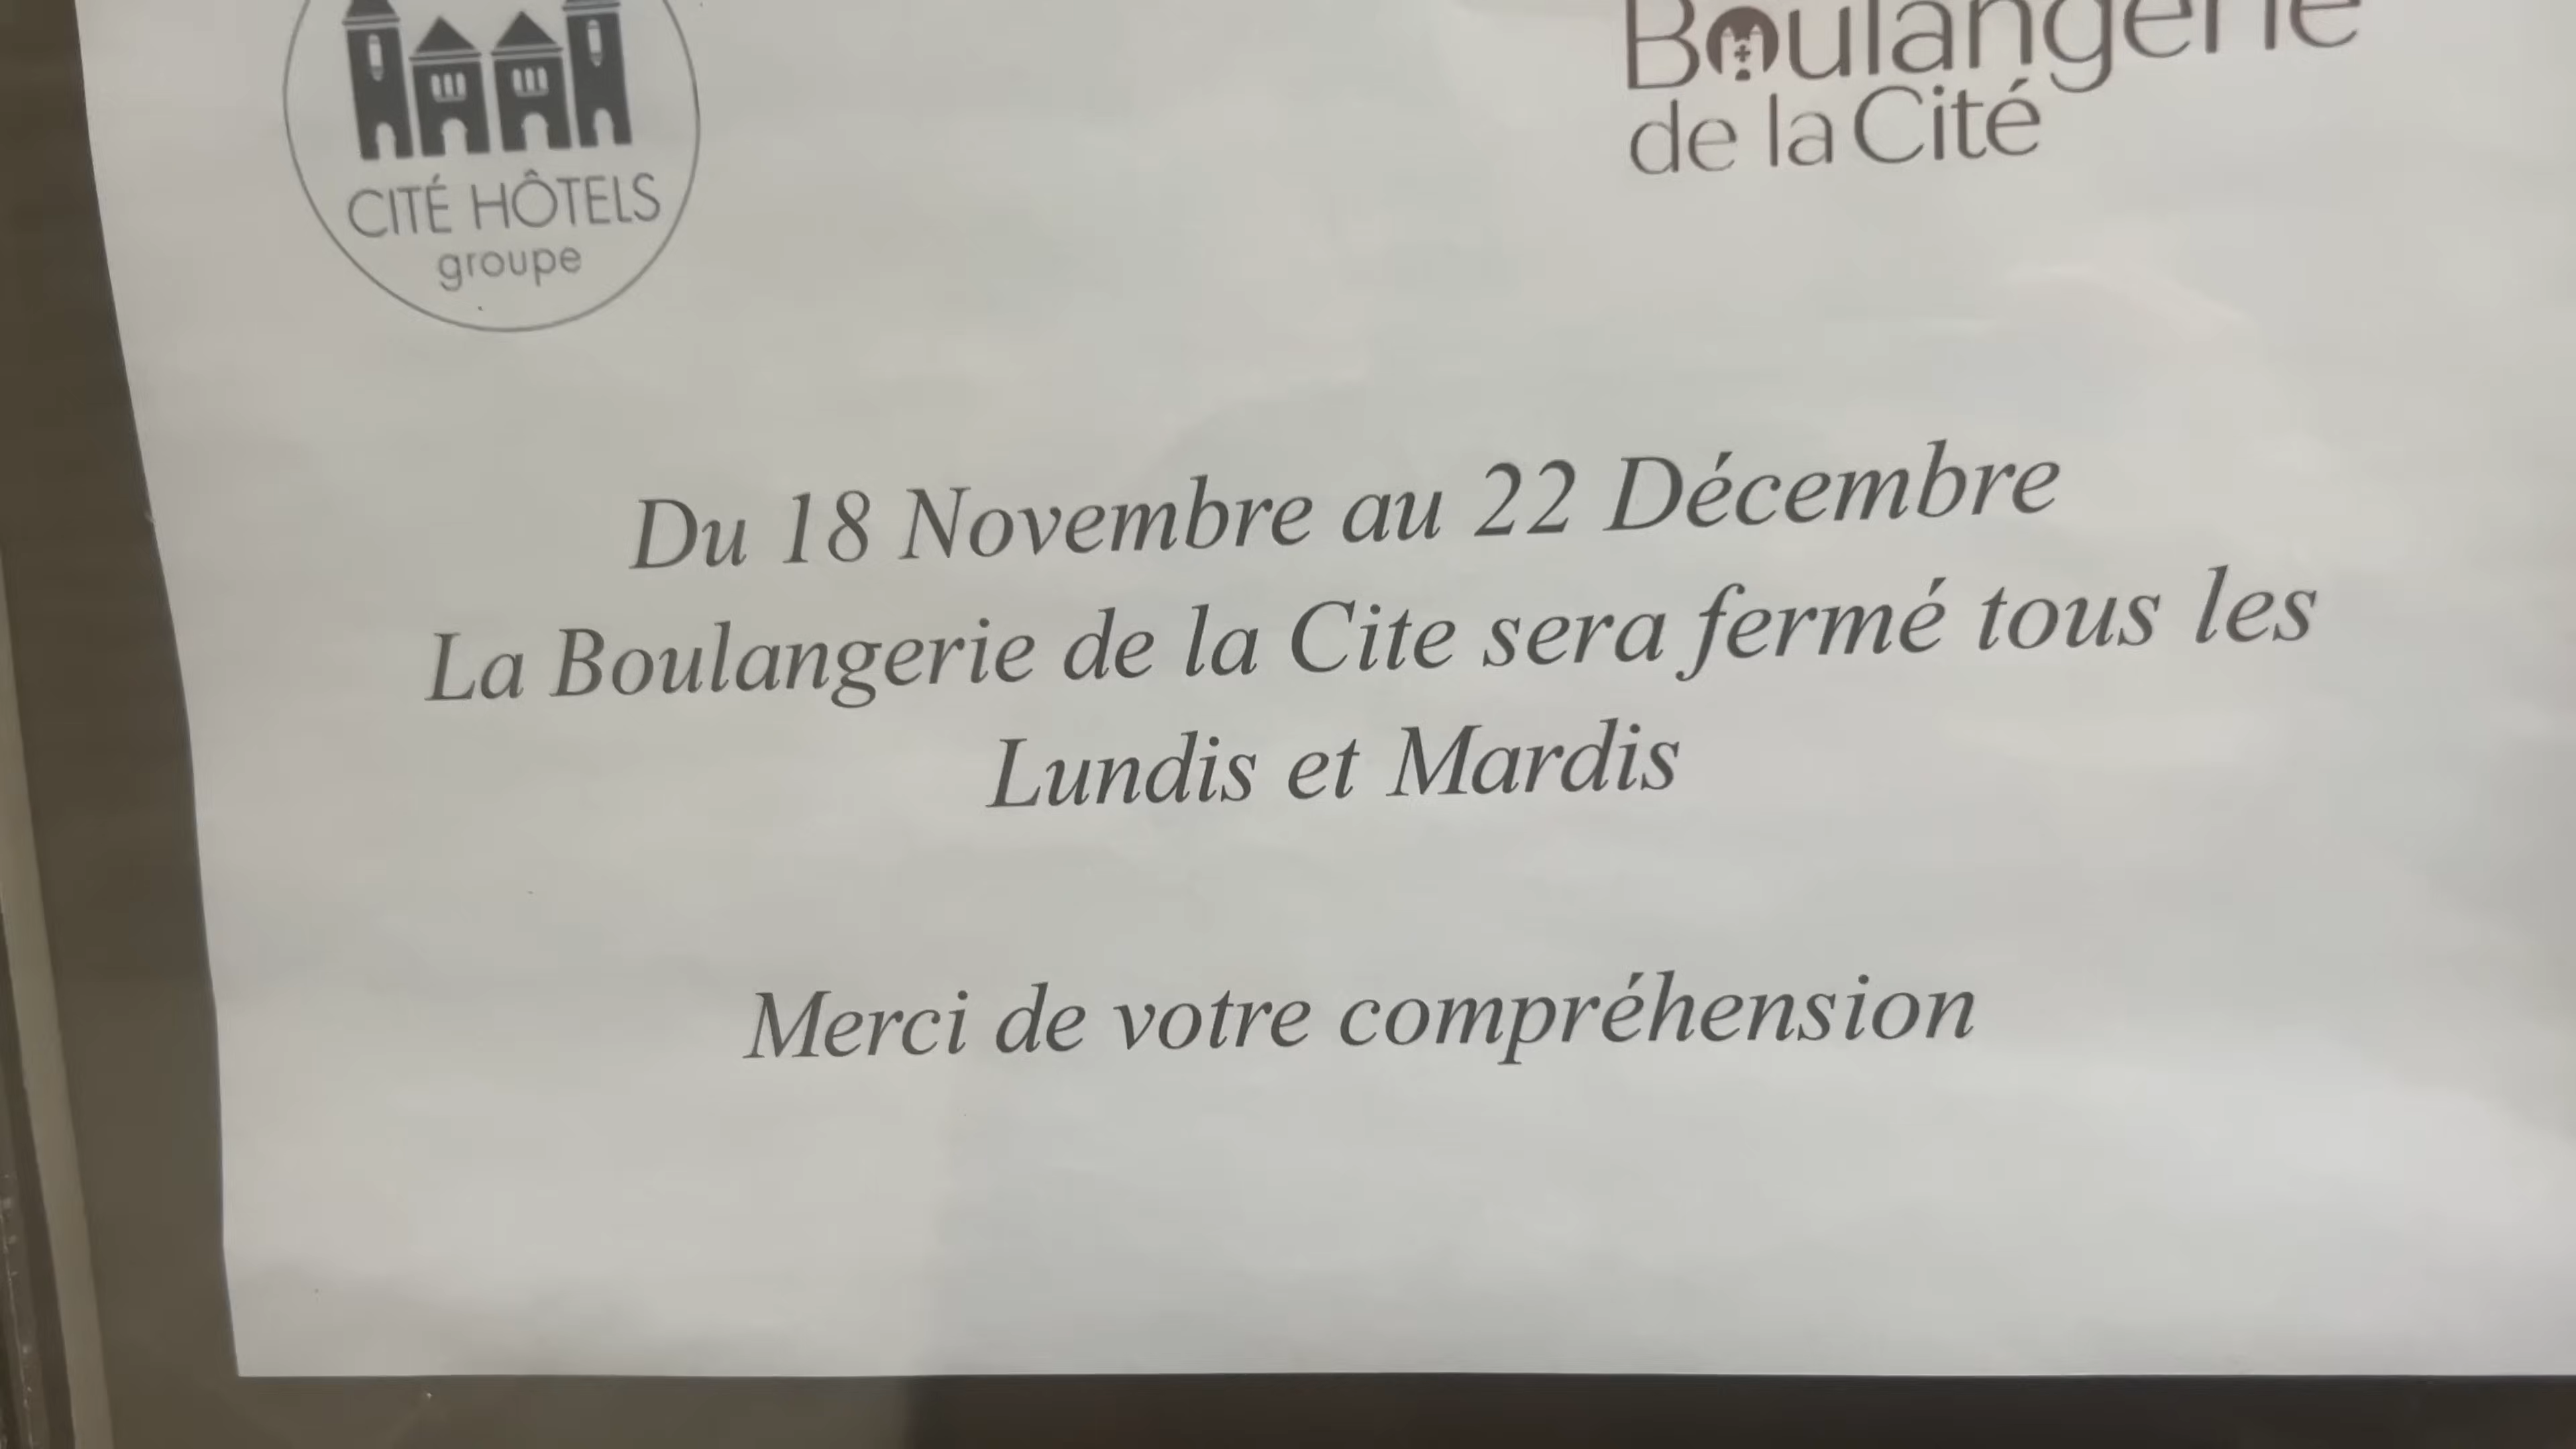 CITÉ HÔTELS
groupe
Boulangerie
de la Cité
Du 18 Novembre au 22 Décembre
La Boulangerie de la Cite sera fermé tous les
Lundis et Mardis
Merci de votre compréhension